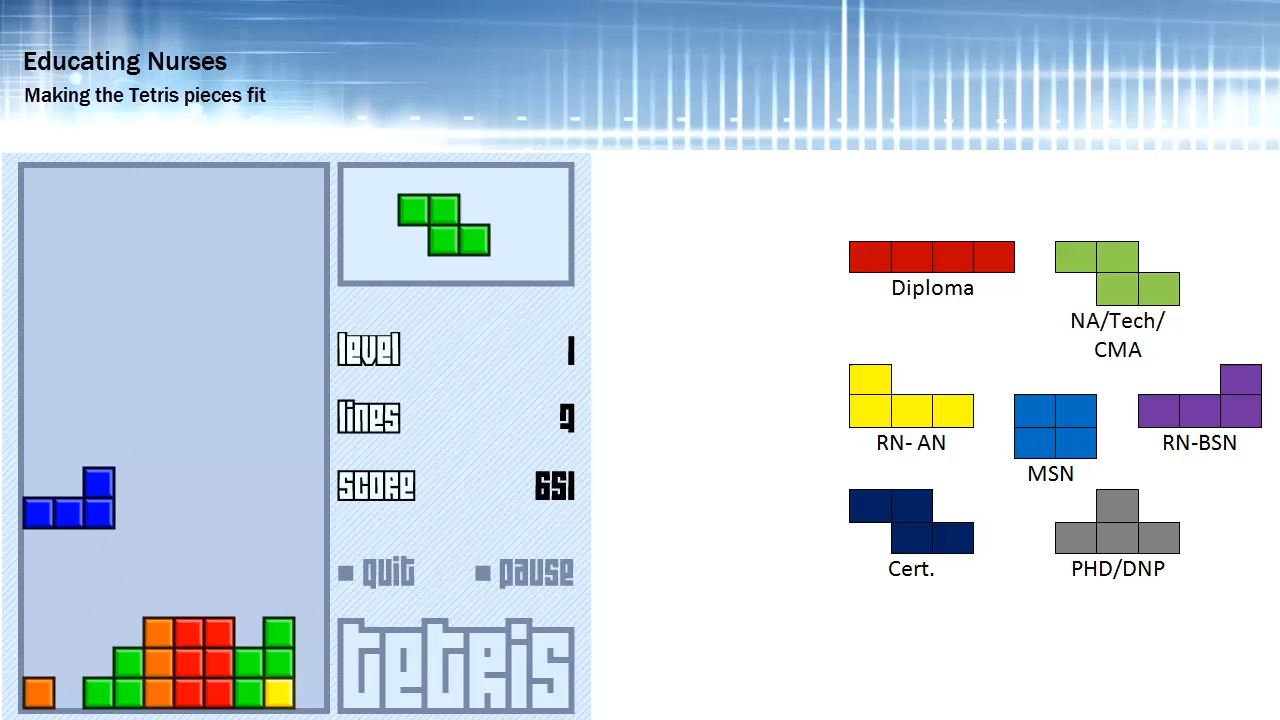 Educating Nurses
Making the Tetris pieces fit
level 1
lines 9
score 651
quit pause
tetris
Diploma
NA/Tech/
CMA
RN- AN
MSN
RN-BSN
Cert.
PHD/DNP